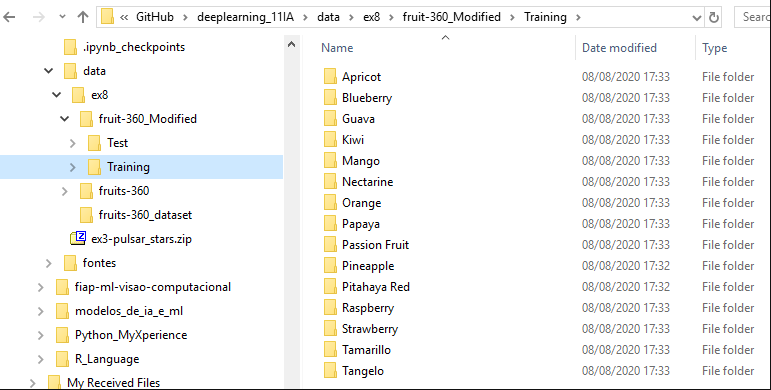 « GitHub > deeplearning_11IA > data > ex8 > fruit-360_Modified > Training >
Searc
.ipynb_checkpoints
data
ex8
fruit-360_Modified
Test
Training
fruits-360
fruits-360_dataset
ex3-pulsar_stars.zip
fontes
fiap-ml-visao-computacional
modelos_de_ia_e_ml
Python_MyXperience
R_Language
My Received Files
Name Date modified Type
Apricot 08/08/2020 17:33 File folder
Blueberry 08/08/2020 17:33 File folder
Guava 08/08/2020 17:33 File folder
Kiwi 08/08/2020 17:33 File folder
Mango 08/08/2020 17:33 File folder
Nectarine 08/08/2020 17:33 File folder
Orange 08/08/2020 17:33 File folder
Papaya 08/08/2020 17:33 File folder
Passion Fruit 08/08/2020 17:33 File folder
Pineapple 08/08/2020 17:32 File folder
Pitahaya Red 08/08/2020 17:32 File folder
Raspberry 08/08/2020 17:33 File folder
Strawberry 08/08/2020 17:33 File folder
Tamarillo 08/08/2020 17:33 File folder
Tangelo 08/08/2020 17:33 File folder